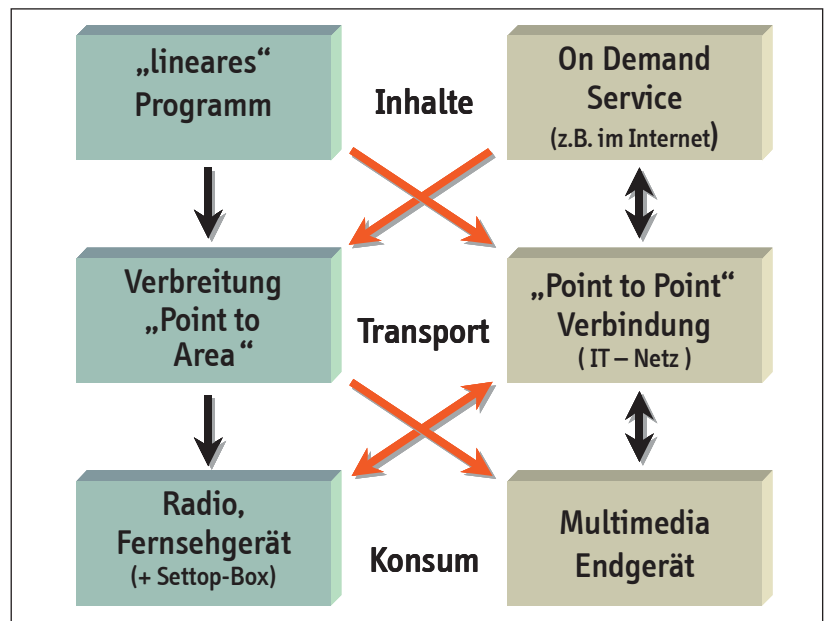 „lineares“
Programm
Inhalte
On Demand
Service
(z.B. im Internet)
Verbreitung
„Point to
Area“
Transport
„Point to Point“
Verbindung
( IT – Netz )
Radio,
Fernsehgerät
(+ Settop-Box)
Konsum
Multimedia
Endgerät